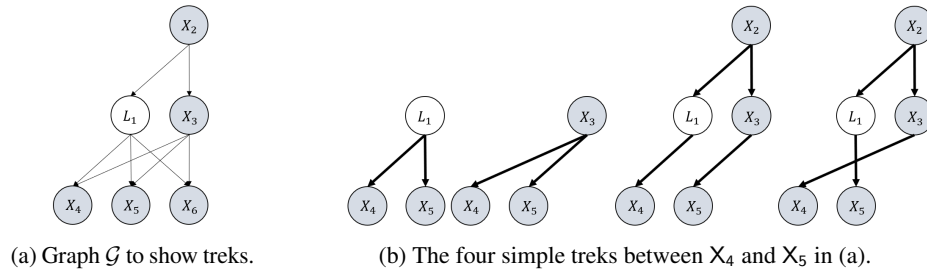 X₂
L₁ X₃
X₄ X₅ X₆
(a) Graph 𝒢 to show treks.
X₂ X₂
L₁ X₃ L₁ X₃ L₁ X₃
X₄ X₅ X₄ X₅ X₄ X₅ X₄ X₅
(b) The four simple treks between X₄ and X₅ in (a).